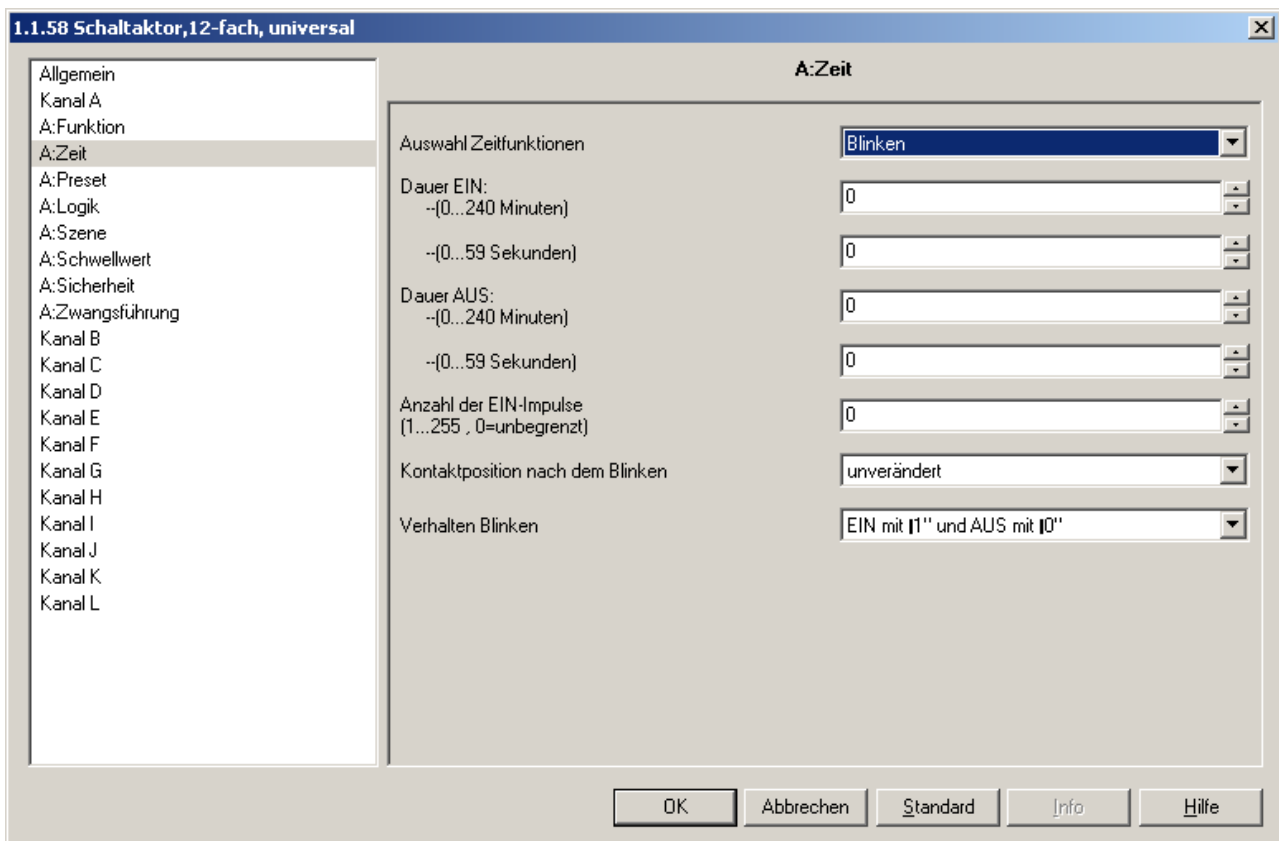 1.1.58 Schaltaktor,12-fach, universal
Allgemein
Kanal A
A:Funktion
A:Zeit
A:Preset
A:Logik
A:Szene
A:Schwellwert
A:Sicherheit
A:Zwangsführung
Kanal B
Kanal C
Kanal D
Kanal E
Kanal F
Kanal G
Kanal H
Kanal I
Kanal J
Kanal K
Kanal L
A:Zeit
Auswahl Zeitfunktionen
Blinken
Dauer EIN:
--(0...240 Minuten)
0
--(0...59 Sekunden)
0
Dauer AUS:
--(0...240 Minuten)
0
--(0...59 Sekunden)
0
Anzahl der EIN-Impulse
(1...255 , 0=unbegrenzt)
0
Kontaktposition nach dem Blinken
unverändert
Verhalten Blinken
EIN mit ‖1" und AUS mit ‖0"
OK
Abbrechen
Standard
Info
Hilfe